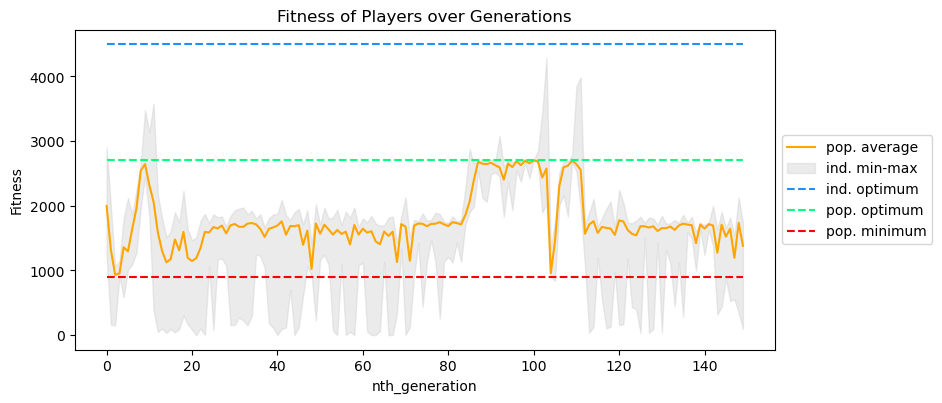 Fitness of Players over Generations
Fitness
4000
3000
2000
1000
0
0 20 40 60 80 100 120 140
nth_generation
pop. average
ind. min-max
ind. optimum
pop. optimum
pop. minimum